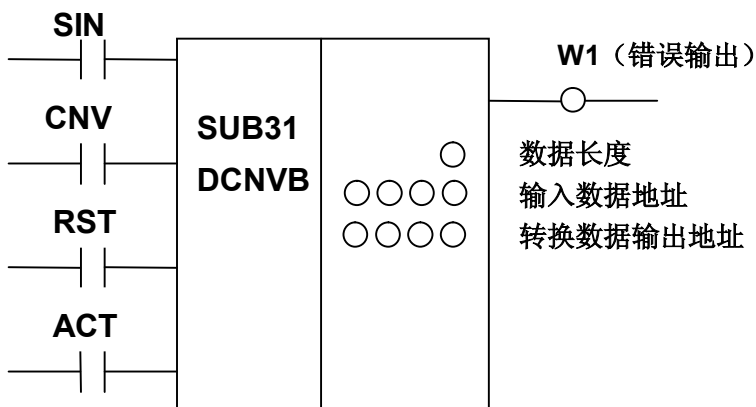 SIN
W1（错误输出）
CNV
SUB31
DCNVB
数据长度
输入数据地址
RST
转换数据输出地址
ACT